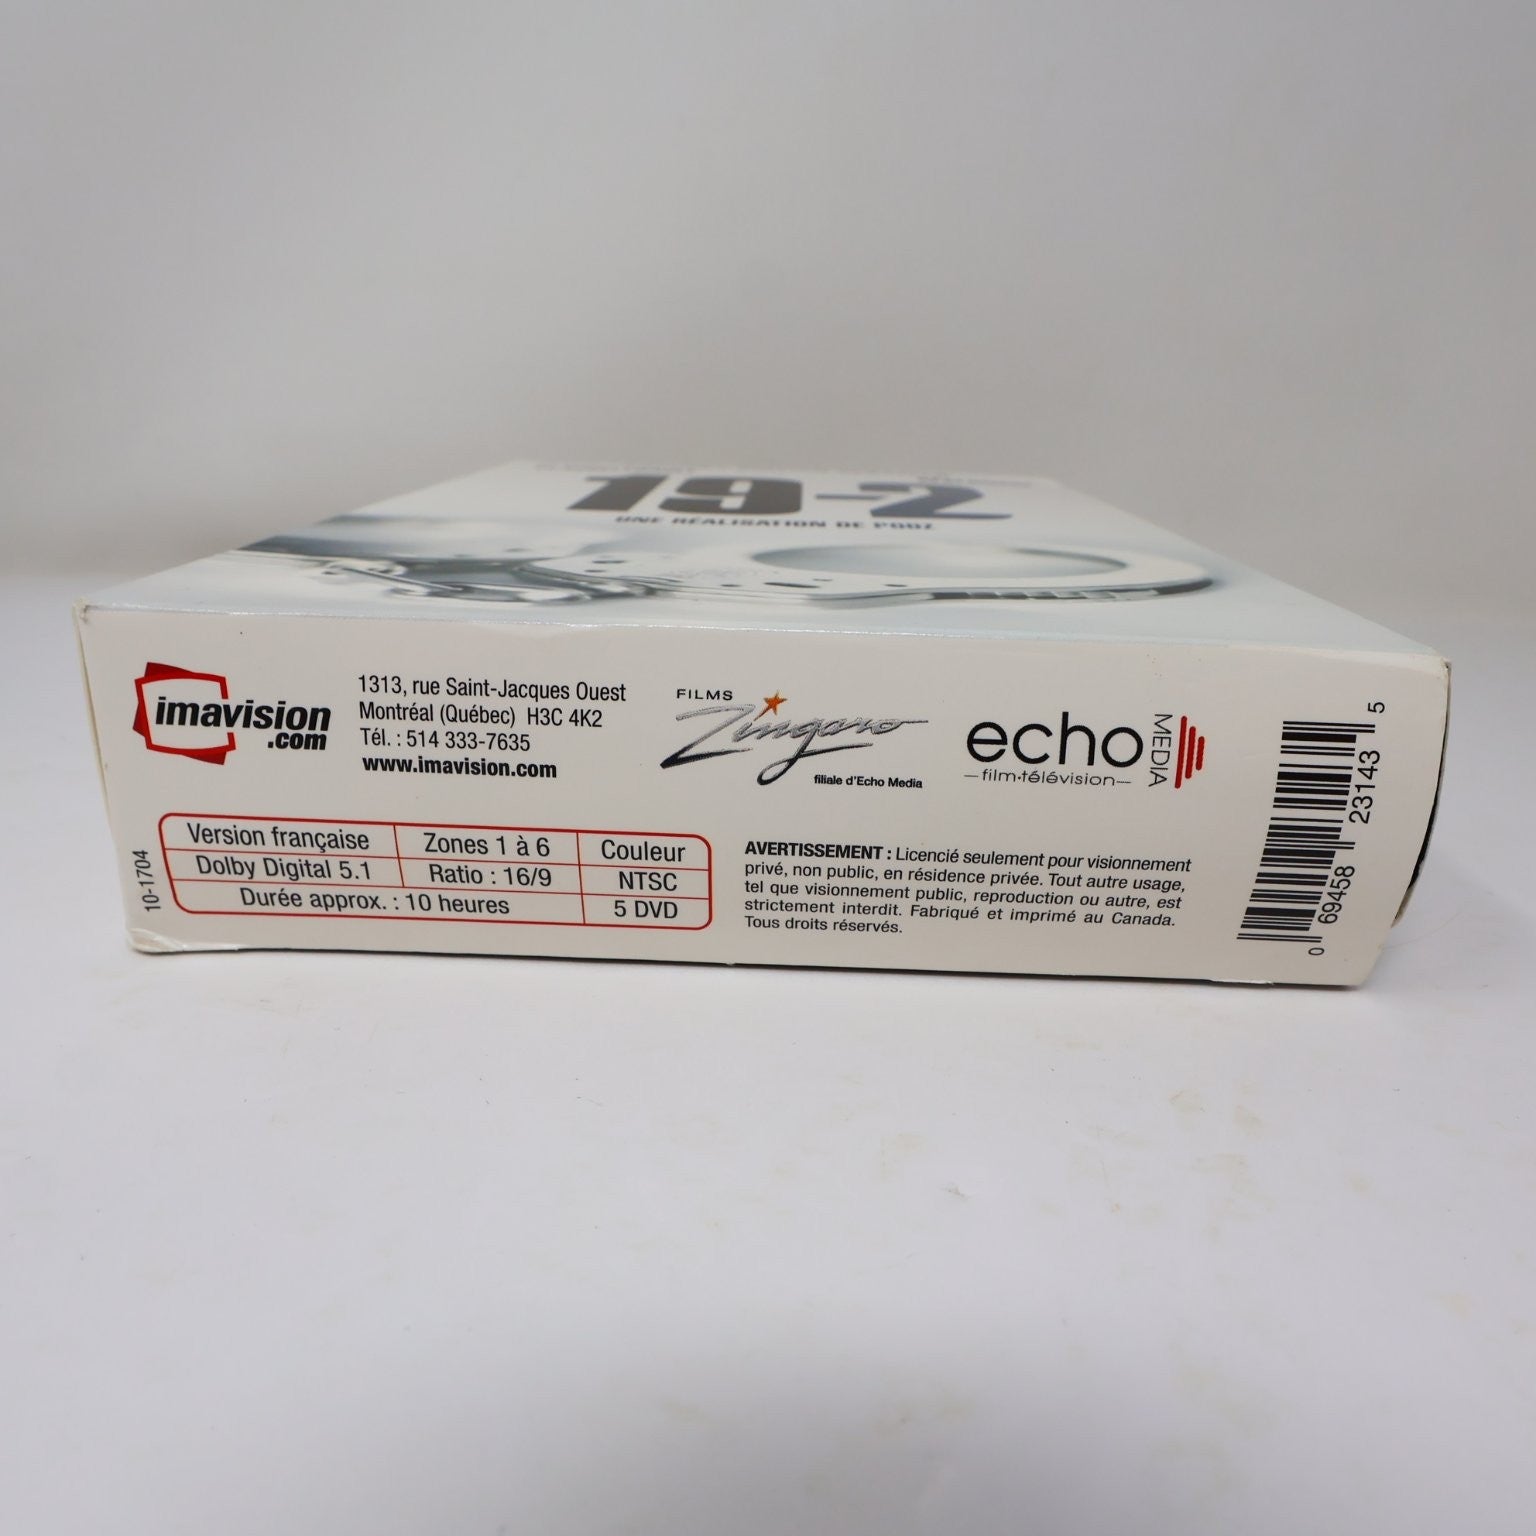 19-2
UNE RÉALISATION DE PODZ
imavision
.com
1313, rue Saint-Jacques Ouest
Montréal (Québec) H3C 4K2
Tél. : 514 333-7635
www.imavision.com
FILMS
Zingaro
filiale d'Echo Media
echo
MEDIA
film•télévision
10-1704
Version française
Zones 1 à 6
Couleur
Dolby Digital 5.1
Ratio : 16/9
NTSC
Durée approx. : 10 heures
5 DVD
AVERTISSEMENT : Licencié seulement pour visionnement
privé, non public, en résidence privée. Tout autre usage,
tel que visionnement public, reproduction ou autre, est
strictement interdit. Fabriqué et imprimé au Canada.
Tous droits réservés.
0 69458 23143 5